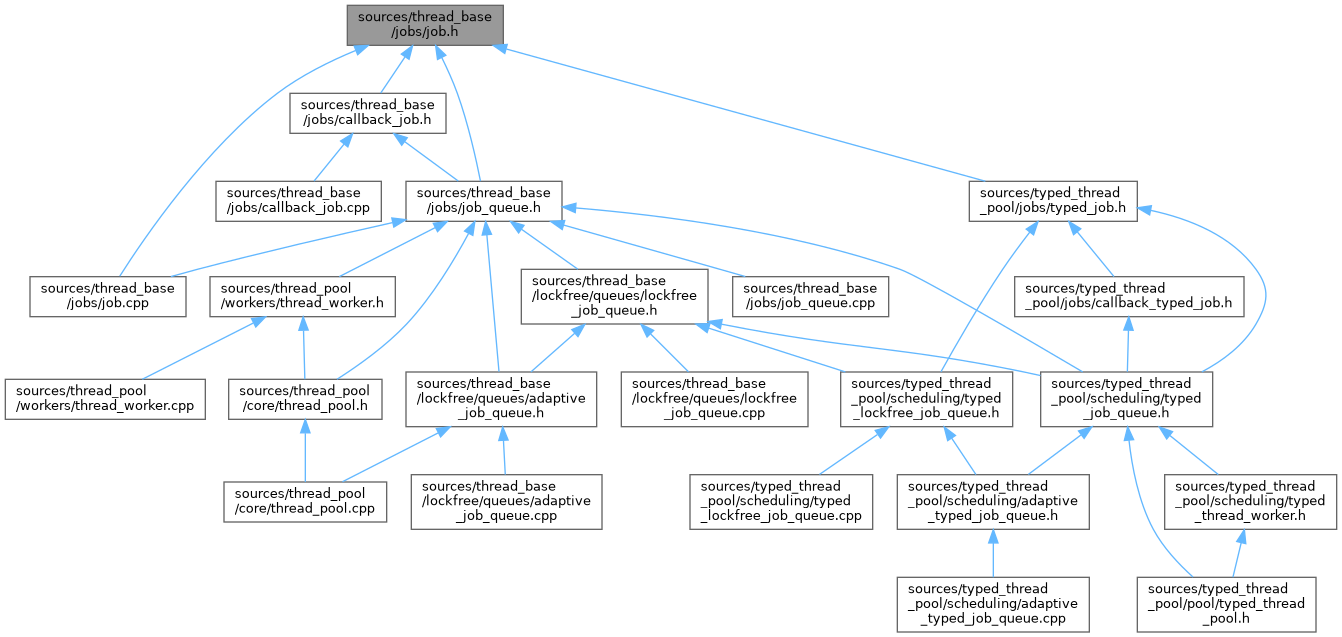 sources/thread_base
/jobs/job.h
sources/thread_base
/jobs/callback_job.h
sources/thread_base
/jobs/callback_job.cpp
sources/thread_base
/jobs/job_queue.h
sources/typed_thread
_pool/jobs/typed_job.h
sources/thread_base
/jobs/job.cpp
sources/thread_pool
/workers/thread_worker.h
sources/thread_base
/lockfree/queues/lockfree
_job_queue.h
sources/thread_base
/jobs/job_queue.cpp
sources/typed_thread
_pool/jobs/callback_typed_job.h
sources/thread_pool
/workers/thread_worker.cpp
sources/thread_pool
/core/thread_pool.h
sources/thread_base
/lockfree/queues/adaptive
_job_queue.h
sources/thread_base
/lockfree/queues/lockfree
_job_queue.cpp
sources/typed_thread
_pool/scheduling/typed
_lockfree_job_queue.h
sources/typed_thread
_pool/scheduling/typed
_job_queue.h
sources/thread_pool
/core/thread_pool.cpp
sources/thread_base
/lockfree/queues/adaptive
_job_queue.cpp
sources/typed_thread
_pool/scheduling/typed
_lockfree_job_queue.cpp
sources/typed_thread
_pool/scheduling/adaptive
_typed_job_queue.h
sources/typed_thread
_pool/scheduling/typed
_thread_worker.h
sources/typed_thread
_pool/scheduling/adaptive
_typed_job_queue.cpp
sources/typed_thread
_pool/pool/typed_thread
_pool.h